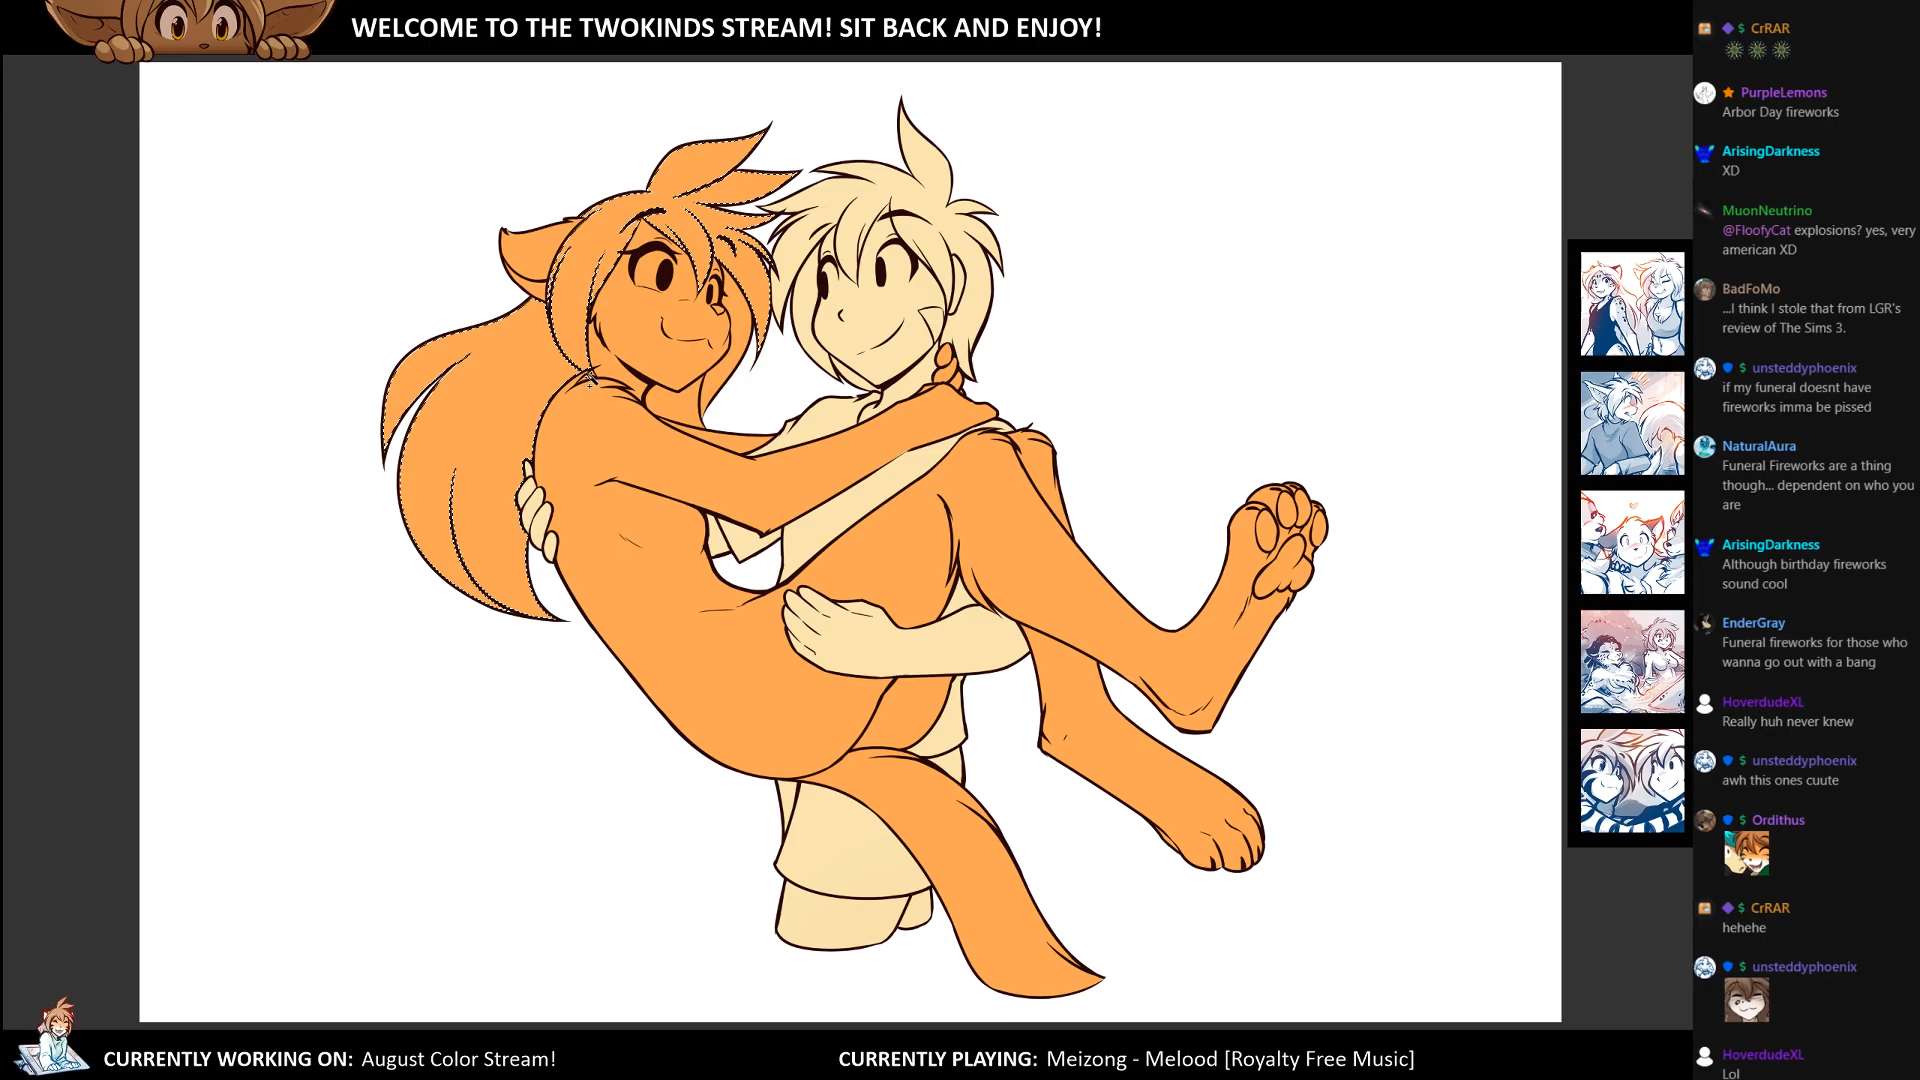 WELCOME TO THE TWOKINDS STREAM! SIT BACK AND ENJOY!
$ CrRAR
PurpleLemons
Arbor Day fireworks
ArisingDarkness
XD
MuonNeutrino
@FloofyCat explosions? yes, very
american XD
BadFoMo
...I think I stole that from LGR's
review of The Sims 3.
$ unsteddyphoenix
if my funeral doesnt have
fireworks imma be pissed
NaturalAura
Funeral Fireworks are a thing
though... dependent on who you
are
ArisingDarkness
Although birthday fireworks
sound cool
EnderGray
Funeral fireworks for those who
wanna go out with a bang
HoverdudeXL
Really huh never knew
$ unsteddyphoenix
awh this ones cuute
$ Ordithus
$ CrRAR
hehehe
$ unsteddyphoenix
HoverdudeXL
Lol
CURRENTLY WORKING ON: August Color Stream!
CURRENTLY PLAYING: Meizong - Melood [Royalty Free Music]